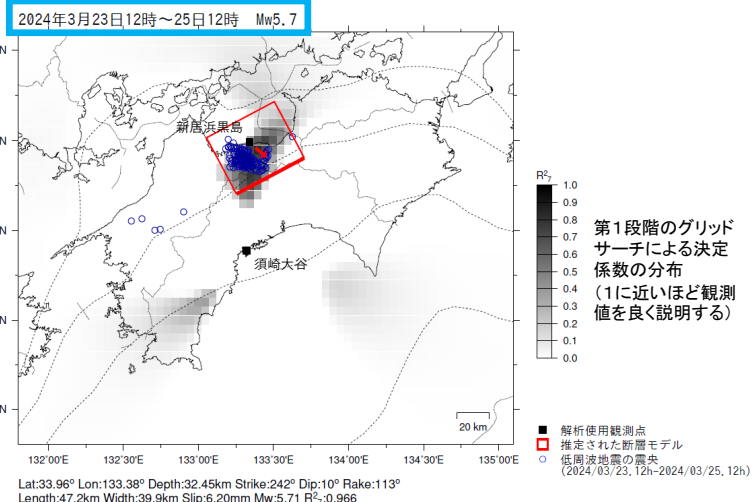 2024年3月23日12時～25日12時 Mw5.7
N
新居浜黒島
N
N
須崎大谷
N
N
20 km
132˚00'E 132˚30'E 133˚00'E 133˚30'E 134˚00'E 134˚30'E 135˚00'E
R²₇
1.0
0.9
0.8
0.7
0.6
0.5
0.4
0.3
0.2
0.1
0.0
第１段階のグリッド
サーチによる決定
係数の分布
（１に近いほど観測
値を良く説明する）
解析使用観測点
推定された断層モデル
低周波地震の震央
(2024/03/23.12h-2024/03/25.12h)
Lat:33.96˚ Lon:133.38˚ Depth:32.45km Strike:242˚ Dip:10˚ Rake:113˚
Length:47.2km Width:39.9km Slip:6.20mm Mw:5.71 R²₇:0.966